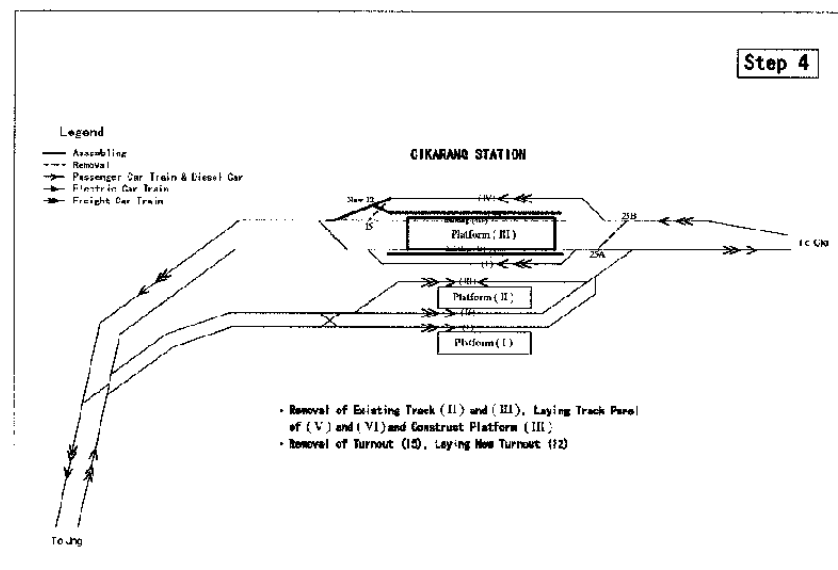 Step 4
Legend
Assembling
Removal
Passenger Car Train & Diesel Car
Electric Car Train
Freight Car Train
CIKARANG STATION
New 12
(IV)
15
Platform (III)
25B
25A
To Ckp
(I)
(III)
Platform (II)
(II)
(I)
Platform (I)
・Removal of Existing Track (II) and (III), Laying Track Panel
of (V) and (VI) and Construct Platform (III)
・Removal of Turnout (15), Laying New Turnout (12)
To Jng